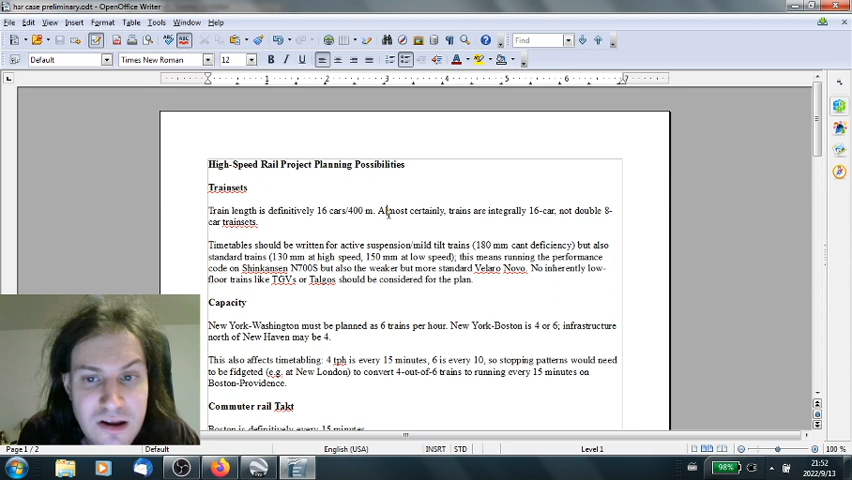 hsr case preliminary.odt - OpenOffice Writer
File Edit View Insert Format Table Tools Window Help
Find
Default Times New Roman 12
High-Speed Rail Project Planning Possibilities
Trainsets
Train length is definitively 16 cars/400 m. Almost certainly, trains are integrally 16-car, not double 8-
car trainsets.
Timetables should be written for active suspension/mild tilt trains (180 mm cant deficiency) but also
standard trains (130 mm at high speed, 150 mm at low speed); this means running the performance
code on Shinkansen N700S but also the weaker but more standard Velaro Novo. No inherently low-
floor trains like TGVs or Talgos should be considered for the plan.
Capacity
New York-Washington must be planned as 6 trains per hour. New York-Boston is 4 or 6; infrastructure
north of New Haven may be 4.
This also affects timetabling: 4 tph is every 15 minutes, 6 is every 10, so stopping patterns would need
to be fidgeted (e.g. at New London) to convert 4-out-of-6 trains to running every 15 minutes on
Boston-Providence.
Commuter rail Takt
Boston is definitively every 15 minutes.
Page 1 / 2 Default English (USA) INSRT STD Level 1 100 %
98% 21:52
2022/9/13